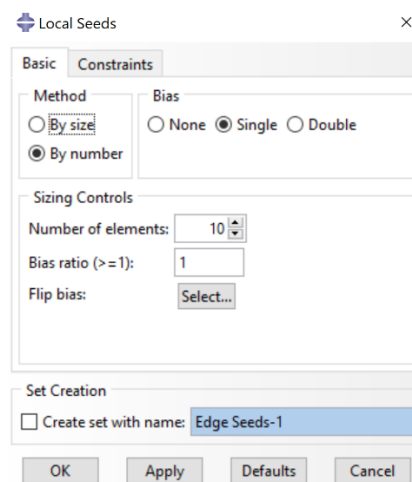 Local Seeds
Basic Constraints
Method Bias
By size None Single Double
By number
Sizing Controls
Number of elements: 10
Bias ratio (>=1): 1
Flip bias: Select...
Set Creation
Create set with name: Edge Seeds-1
OK Apply Defaults Cancel